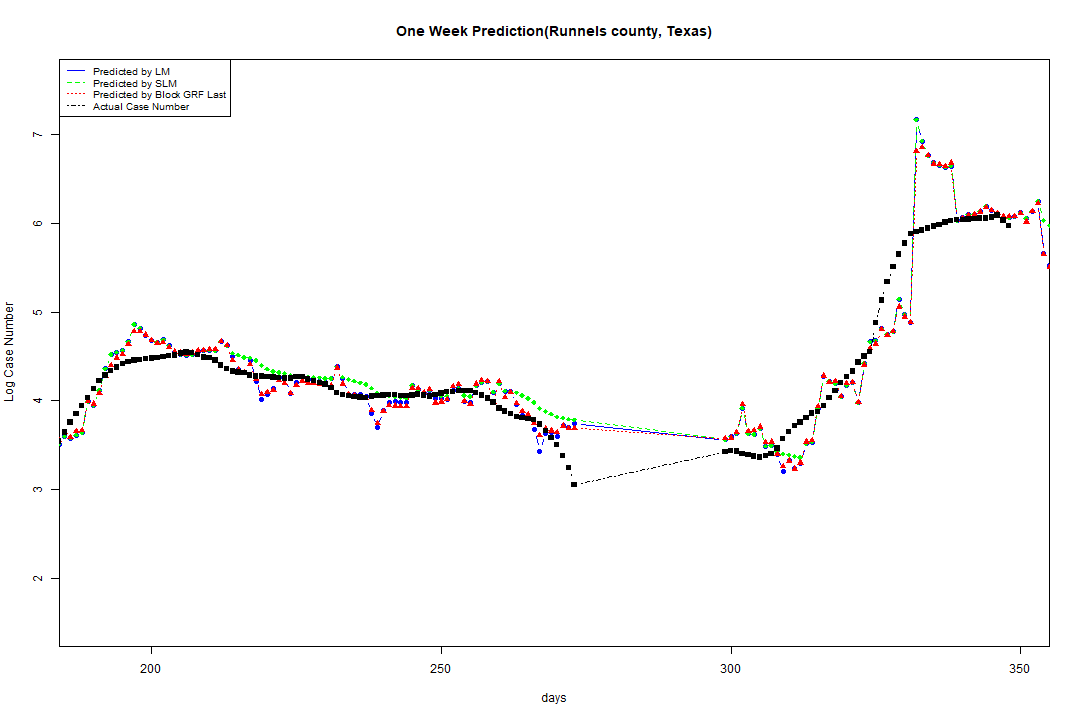 One Week Prediction(Runnels county, Texas)
Predicted by LM
Predicted by SLM
Predicted by Block GRF Last
Actual Case Number
Log Case Number
7
6
5
4
3
2
200
250
300
350
days